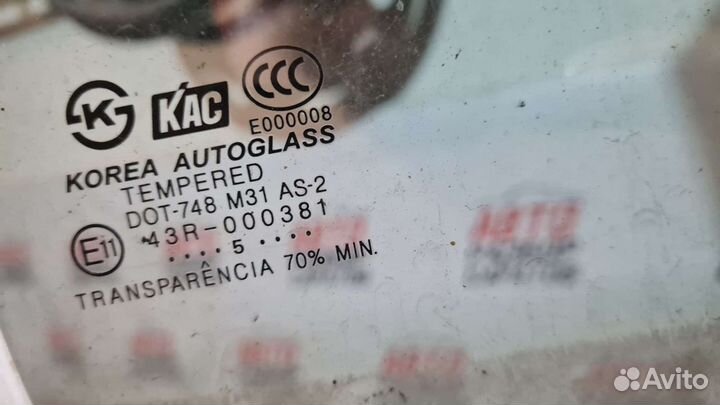 K
KAC
CCC
E000008
KOREA AUTOGLASS
TEMPERED
DOT-748 M31 AS-2
E11
43R-000381
.... 5 ....
TRANSPARÊNCIA 70% MIN.
АВТО
Avito